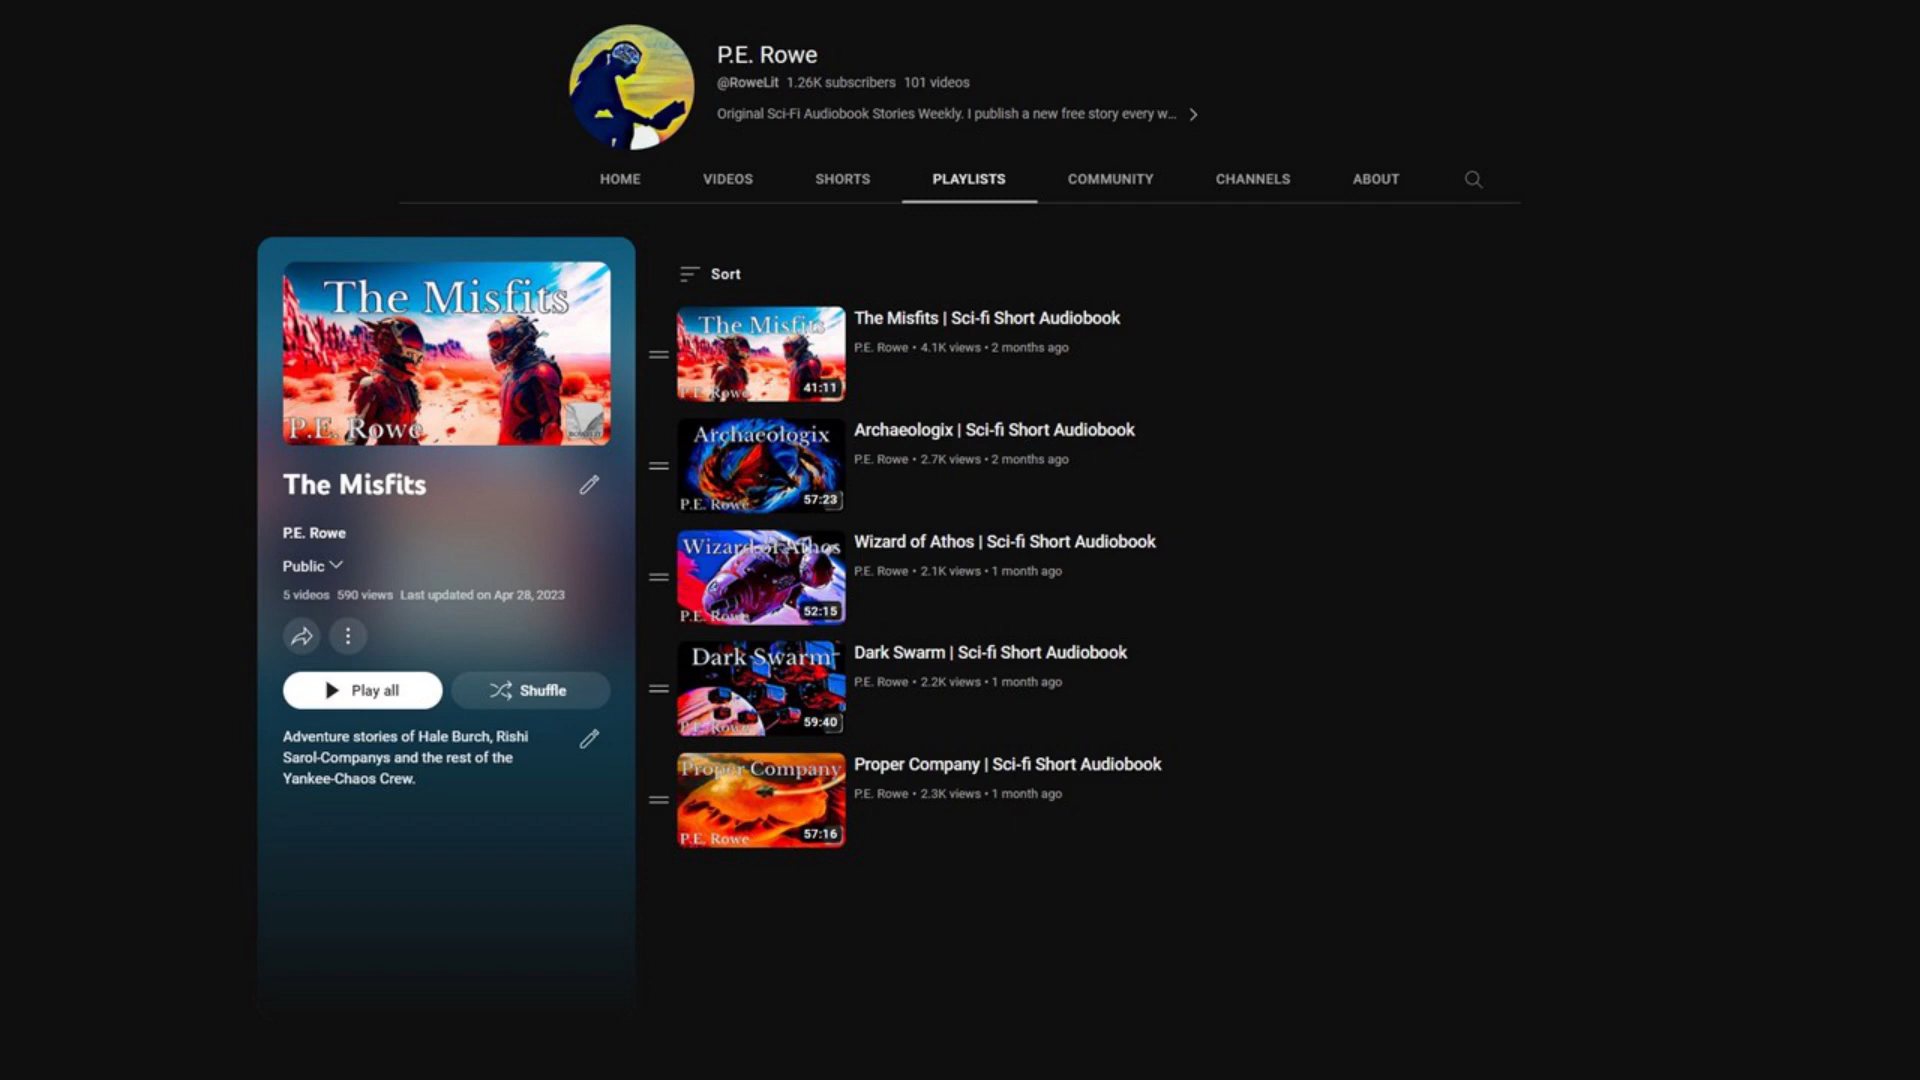 P.E. Rowe
@RoweLit 1.26K subscribers 101 videos
Original Sci-Fi Audiobook Stories Weekly. I publish a new free story every w...
HOME VIDEOS SHORTS PLAYLISTS COMMUNITY CHANNELS ABOUT
The Misfits
P.E. Rowe
The Misfits
P.E. Rowe
Public
5 videos 590 views Last updated on Apr 28, 2023
Play all Shuffle
Adventure stories of Hale Burch, Rishi
Sarol-Companys and the rest of the
Yankee-Chaos Crew.
Sort
The Misfits
P.E. Rowe
41:11
The Misfits | Sci-fi Short Audiobook
P.E. Rowe • 4.1K views • 2 months ago
Archaeologix
P.E. Rowe
57:23
Archaeologix | Sci-fi Short Audiobook
P.E. Rowe • 2.7K views • 2 months ago
Wizard of Athos
P.E. Rowe
52:15
Wizard of Athos | Sci-fi Short Audiobook
P.E. Rowe • 2.1K views • 1 month ago
Dark Swarm
P.E. Rowe
59:40
Dark Swarm | Sci-fi Short Audiobook
P.E. Rowe • 2.2K views • 1 month ago
Proper Company
P.E. Rowe
57:16
Proper Company | Sci-fi Short Audiobook
P.E. Rowe • 2.3K views • 1 month ago